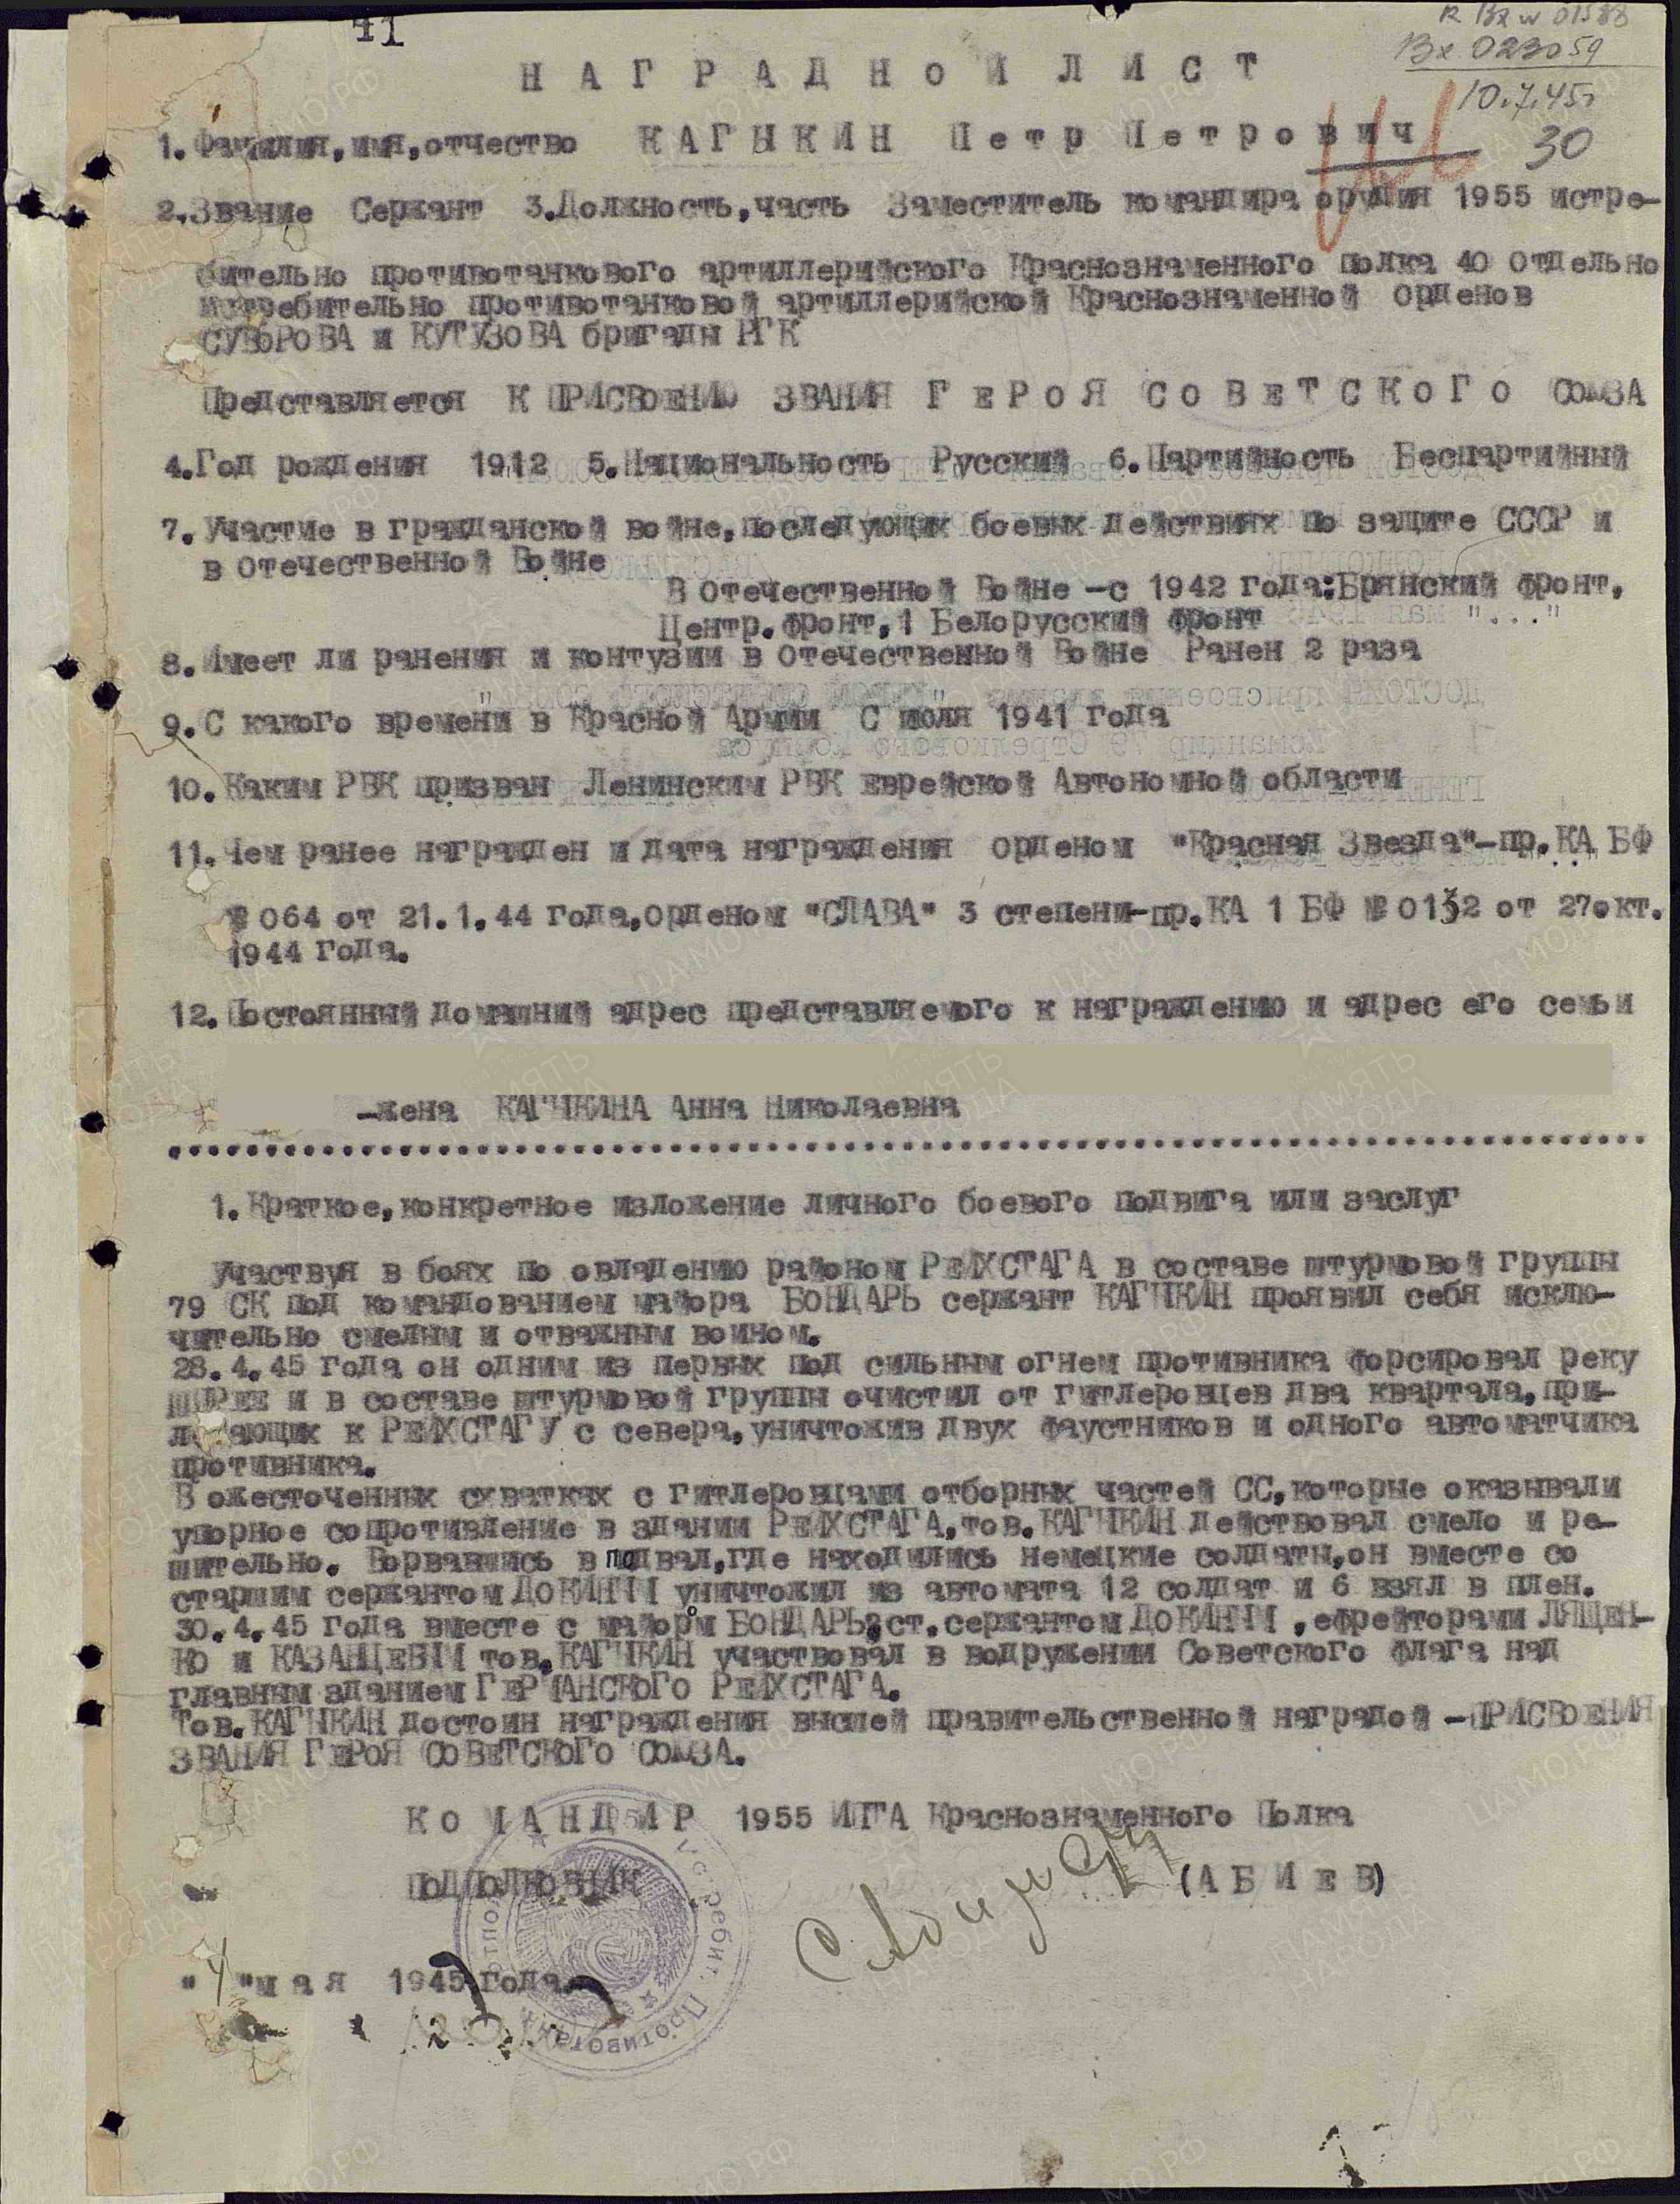 41
Вх 023059
10.7.45г
30
Н А Г Р А Д Н О Й Л И С Т
1.Фамилия,имя,отчество КАГЫКИН Петр Петрович
2.Звание Сержант 3.Должность,часть Заместитель командира орудия 1955 истре-
бительно противотанкового артиллерийского Краснознаменного полка 40 отдельно
истребительно противотанковой артиллерийской Краснознаменной орденов
СУВОРОВА и КУТУЗОВА бригады РГК
Представляется К ПРИСВОЕНИЮ ЗВАНИЯ Г Е Р О Я С О В Е Т С К О Г О СОЮЗА
4.Год рождения 1912 5.Национальность Русский 6.Партийность Беспартийный
7. Участие в гражданской войне,последующих боевых действиях по защите СССР и
в Отечественной Войне
В Отечественной Войне -с 1942 года:Брянский фронт,
Центр.фронт,1 Белорусский фронт
8.Имеет ли ранения и контузии в Отечественной Войне Ранен 2 раза
9.С какого времени в Красной Армии С июля 1941 года
10.Каким РВК призван Ленинским РВК Еврейской Автономной области
11.Чем ранее награжден и дата награждения орденом "Красная Звезда"-пр.КА БФ
№ 064 от 21.1.44 года,орденом "СЛАВА" 3 степени-пр.КА 1 БФ № 0132 от 27окт.
1944 года.
12.Постоянный домашний адрес представляемого к награждению и адрес его семьи
-жена КАГЫКИНА Анна Николаевна
1.Краткое,конкретное изложение личного боевого подвига или заслуг
Участвуя в боях по овладению районом РЕЙХСТАГА в составе штурмовой группы
79 СК под командованием майора БОНДАРЬ сержант КАГЫКИН проявил себя исклю-
чительно смелым и отважным воином.
28.4.45 года он одним из первых под сильным огнем противника форсировал реку
ШПРЕЕ и в составе штурмовой группы очистил от гитлеровцев два квартала,при-
легающих к РЕЙХСТАГУ с севера,уничтожив двух фаустников и одного автоматчика
противника.
В ожесточенных схватках с гитлеровцами отборных частей СС,которые оказывали
упорное сопротивление в здании РЕЙХСТАГА,тов.КАГЫКИН действовал смело и ре-
шительно. Ворвавшись в подвал,где находились немецкие солдаты,он вместе со
старшим сержантом ДОКИНЫМ уничтожил из автомата 12 солдат и 6 взял в плен.
30.4.45 года вместе с майором БОНДАРЬ,ст.сержантом ДОКИНЫМ ,ефрейторами ЛЯЩЕН-
КО и КАЗАНЦЕВЫМ тов.КАГЫКИН участвовал в водружении Советского флага над
главным зданием ГЕРМАНСКОГО РЕЙХСТАГА.
Тов.КАГЫКИН достоин награждения высшей правительственной наградой -ПРИСВОЕНИЯ
ЗВАНИЯ ГЕРОЯ СОВЕТСКОГО СОЮЗА.
К О М А Н Д И Р 1955 ИПТА Краснознаменного Полка
ПОДПОЛКОВНИК (А Б И Е В)
"4"м а я 1945 года